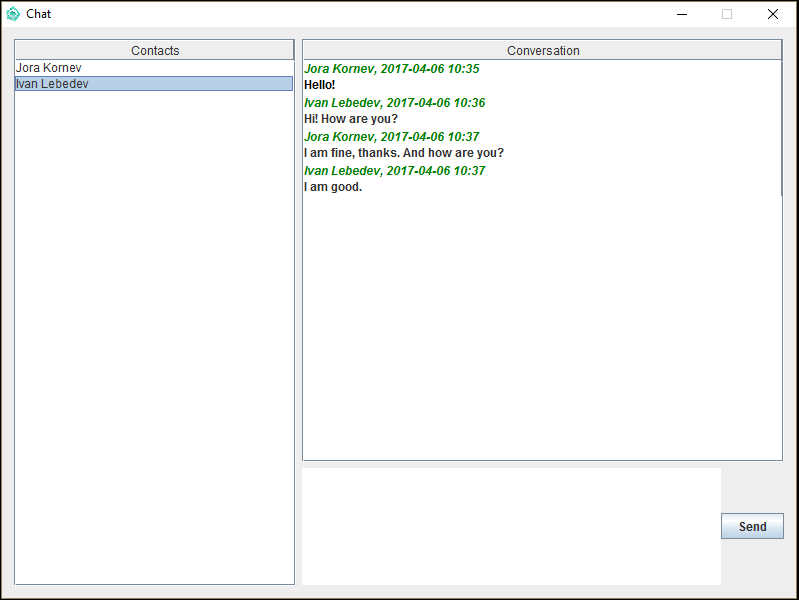 Chat
Contacts
Jora Kornev
Ivan Lebedev
Conversation
Jora Kornev, 2017-04-06 10:35
Hello!
Ivan Lebedev, 2017-04-06 10:36
Hi! How are you?
Jora Kornev, 2017-04-06 10:37
I am fine, thanks. And how are you?
Ivan Lebedev, 2017-04-06 10:37
I am good.
Send